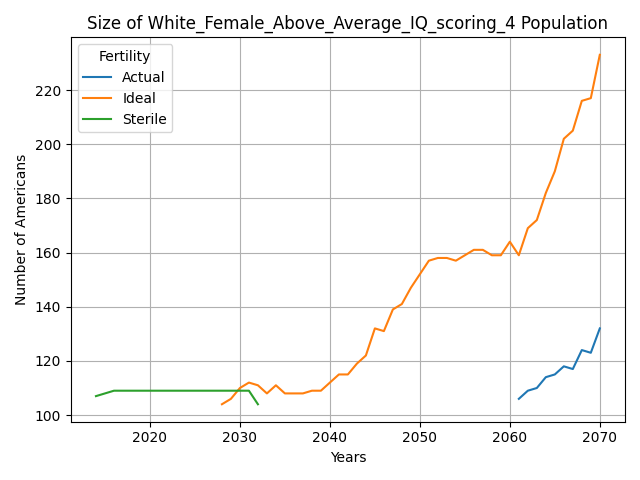 Size of White_Female_Above_Average_IQ_scoring_4 Population
Fertility
Actual
Ideal
Sterile
Number of Americans
220
200
180
160
140
120
100
2020 2030 2040 2050 2060 2070
Years